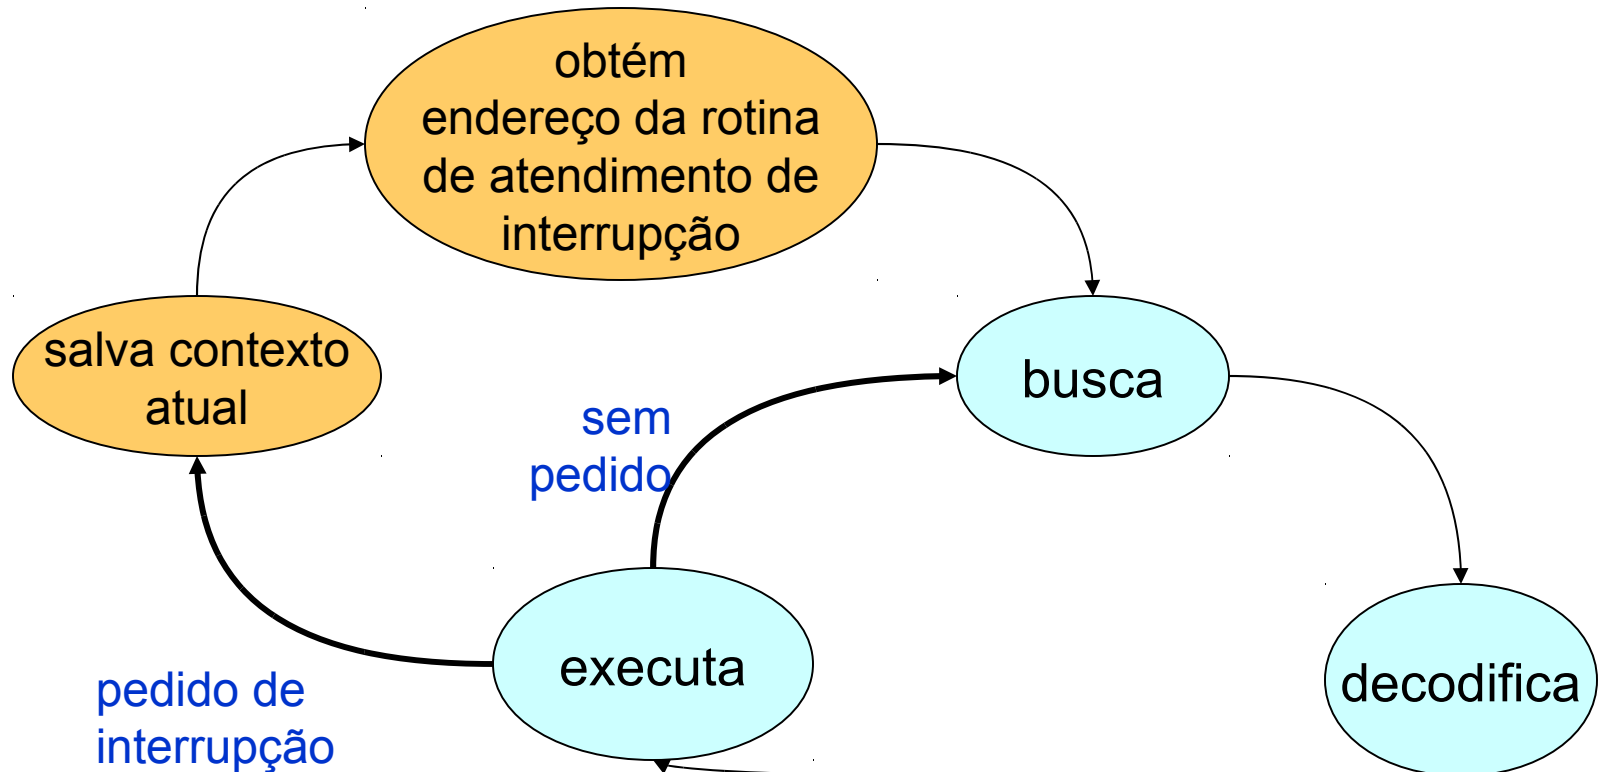 obtém
endereço da rotina
de atendimento de
interrupção
salva contexto
atual
busca
sem
pedido
executa
decodifica
pedido de
interrupção